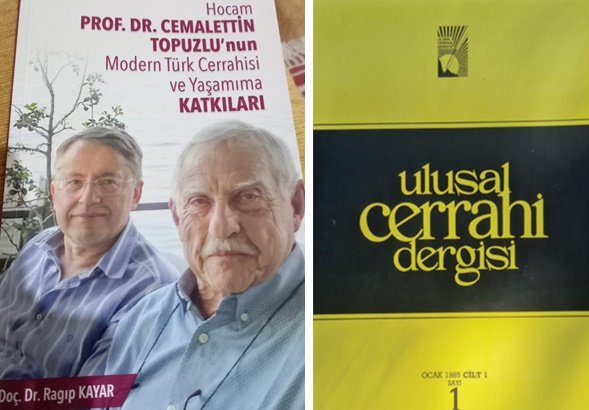 Hocam
PROF. DR. CEMALETTİN
TOPUZLU'nun
Modern Türk Cerrahisi
ve Yaşamıma
KATKILARI
Doç. Dr. Ragıp KAYAR
ulusal
cerrahi
dergisi
OCAK 1985 CİLT 1
SAYI
1